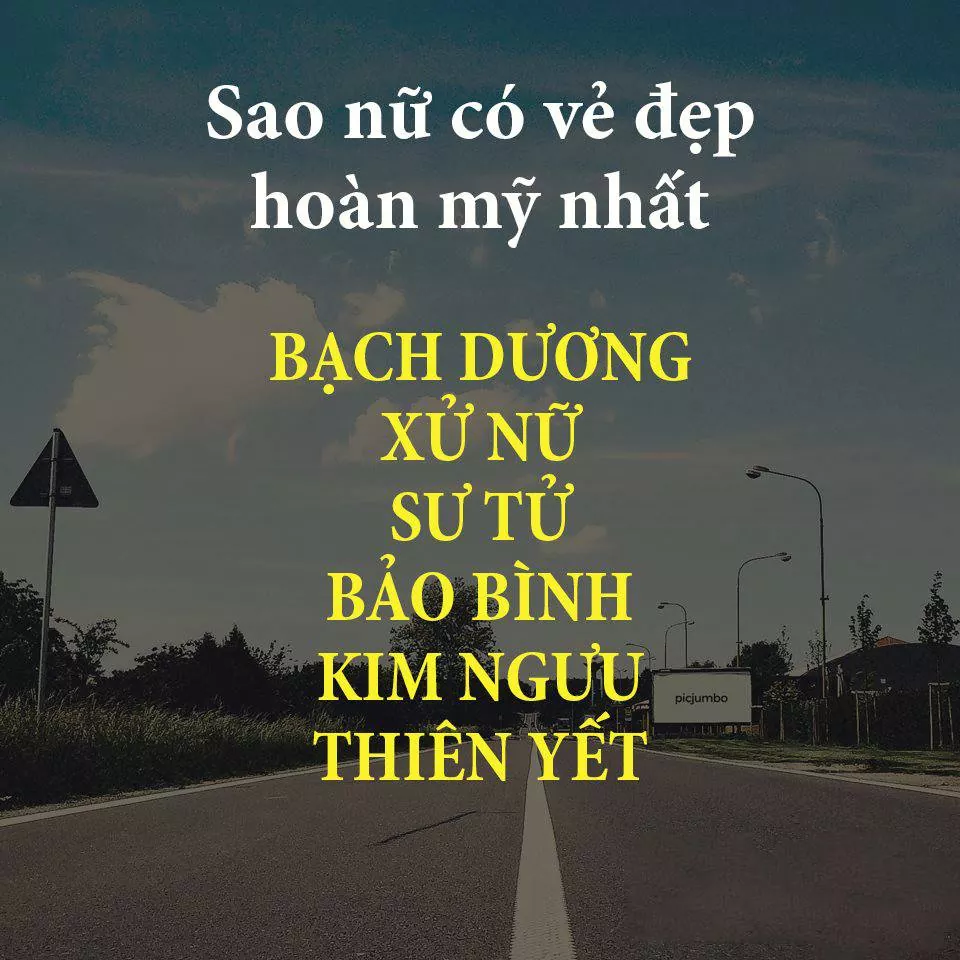 Sao nữ có vẻ đẹp
hoàn mỹ nhất
BẠCH DƯƠNG
XỬ NỮ
SƯ TỬ
BẢO BÌNH
KIM NGƯU
THIÊN YẾT
picjumbo